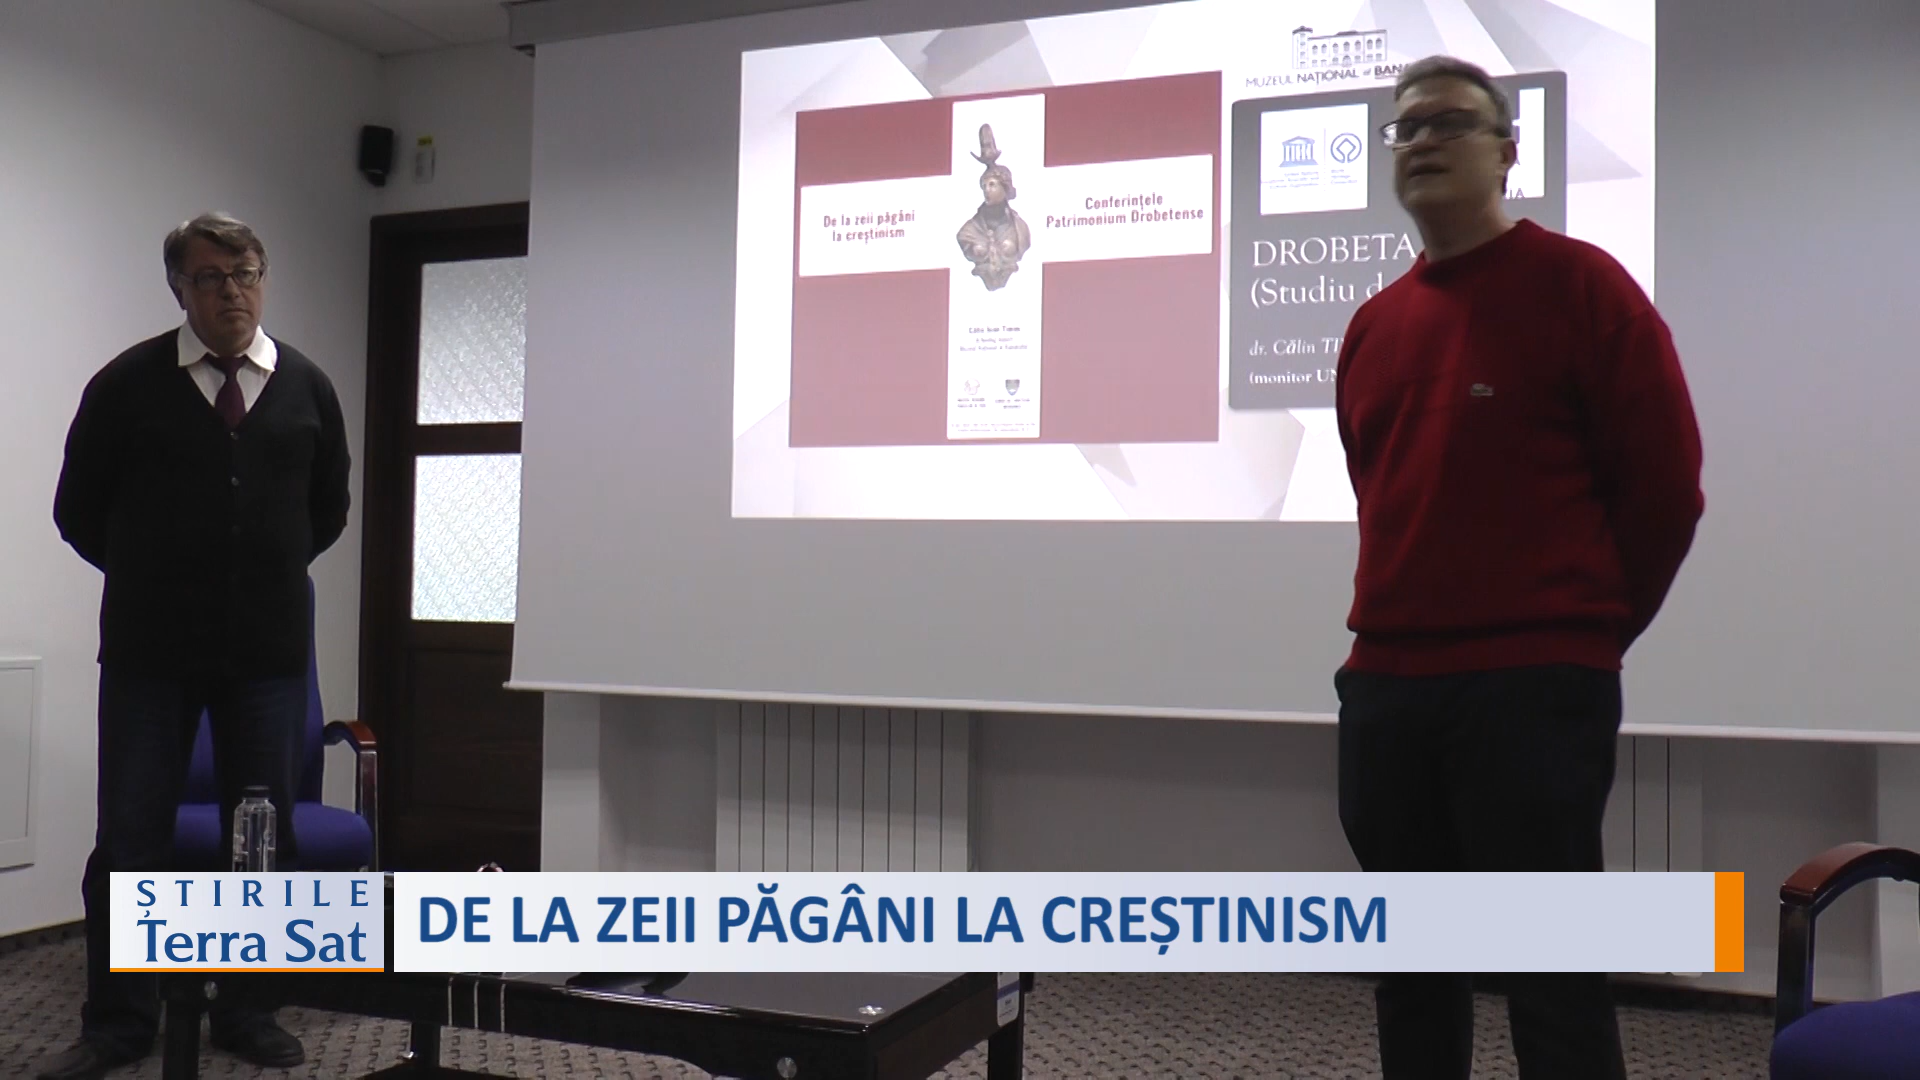 MUZEUL NAȚIONAL al BANA
De la zeii păgâni
la creștinism
Conferințele
Patrimonium Drobetense
DROBETA
(Studiu d
dr. Călin TI
(monitor UN
ȘTIRILE
Terra Sat
DE LA ZEII PĂGÂNI LA CREȘTINISM